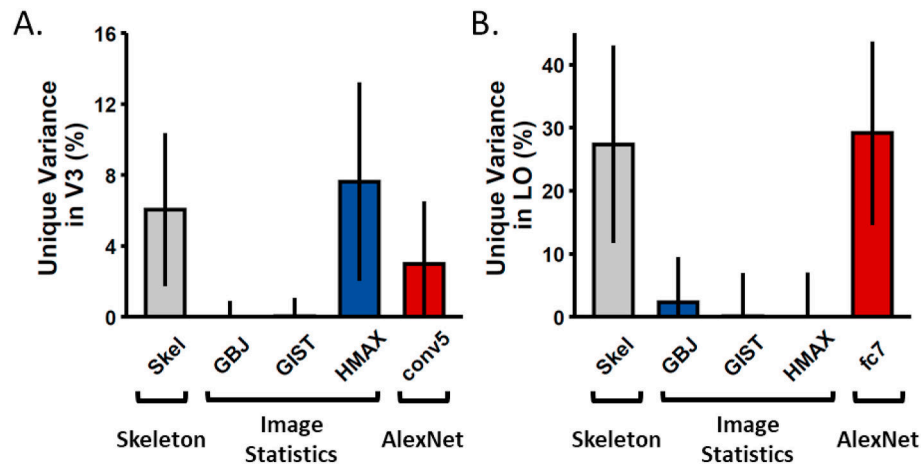 A.
Unique Variance
in V3 (%)
16
12
8
4
0
Skel
GBJ
GIST
HMAX
conv5
Skeleton
Image
Statistics
AlexNet
B.
Unique Variance
in LO (%)
40
30
20
10
0
Skel
GBJ
GIST
HMAX
fc7
Skeleton
Image
Statistics
AlexNet